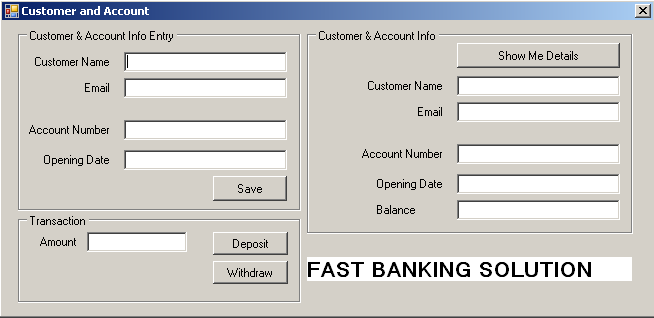 Customer and Account
Customer & Account Info Entry
Customer Name
Email
Account Number
Opening Date
Save
Transaction
Amount
Deposit
Withdraw
Customer & Account Info
Show Me Details
Customer Name
Email
Account Number
Opening Date
Balance
FAST BANKING SOLUTION